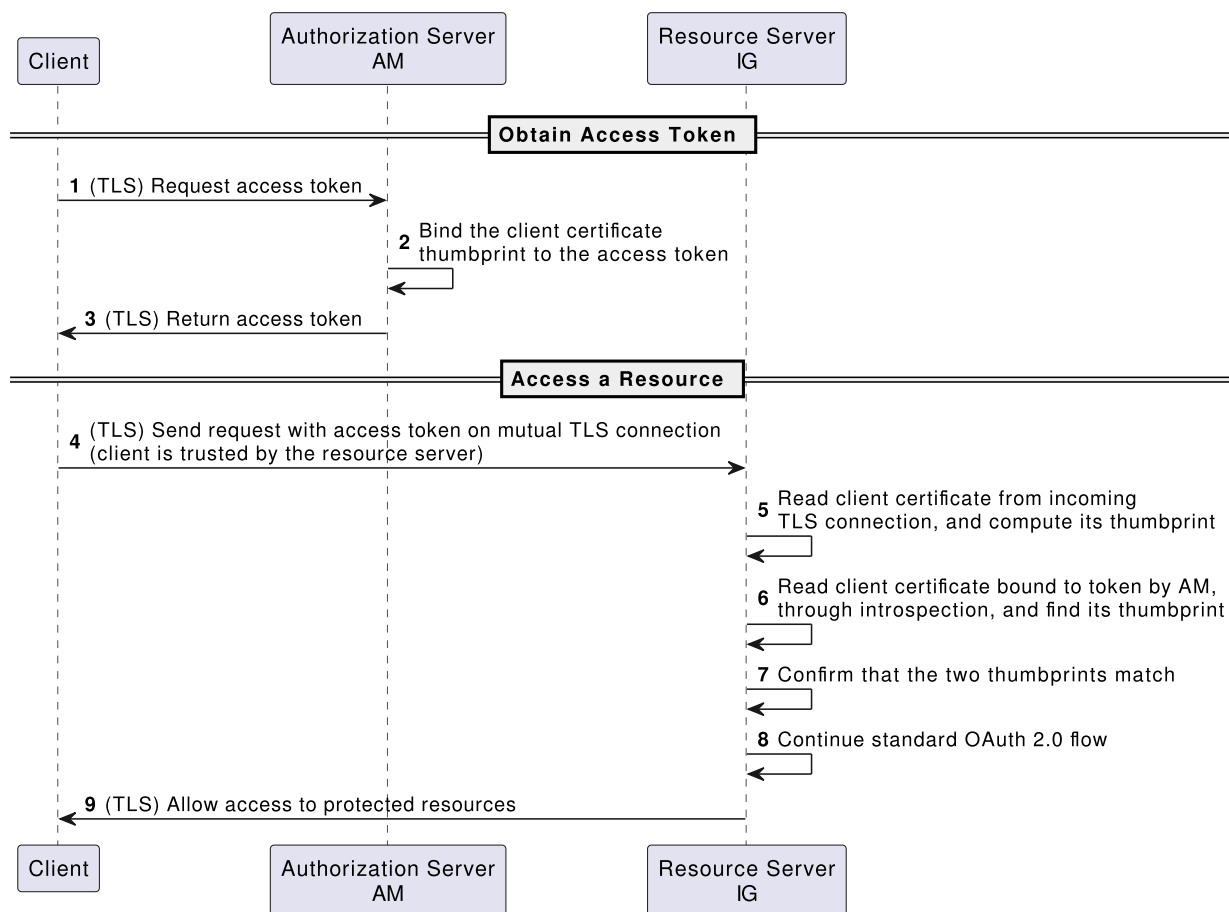 Client
Authorization Server
AM
Resource Server
IG
Obtain Access Token
1 (TLS) Request access token
2 Bind the client certificate
thumbprint to the access token
3 (TLS) Return access token
Access a Resource
4 (TLS) Send request with access token on mutual TLS connection
(client is trusted by the resource server)
5 Read client certificate from incoming
TLS connection, and compute its thumbprint
6 Read client certificate bound to token by AM,
through introspection, and find its thumbprint
7 Confirm that the two thumbprints match
8 Continue standard OAuth 2.0 flow
9 (TLS) Allow access to protected resources
Client
Authorization Server
AM
Resource Server
IG